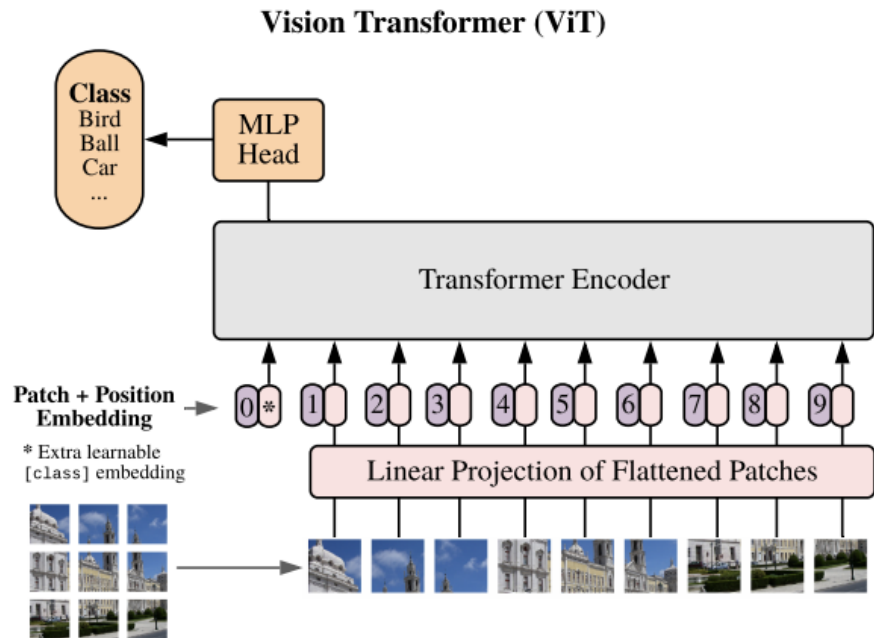 Vision Transformer (ViT)
Class
Bird
Ball
Car
...
MLP
Head
Transformer Encoder
Patch + Position
Embedding
0 * 1 2 3 4 5 6 7 8 9
* Extra learnable
[class] embedding
Linear Projection of Flattened Patches